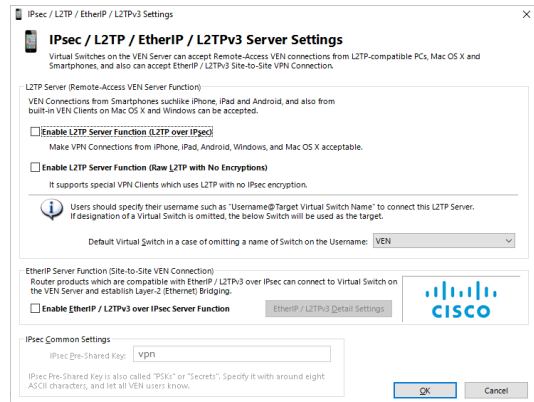 IPsec / L2TP / EtherIP / L2TPv3 Settings
IPsec / L2TP / EtherIP / L2TPv3 Server Settings
Virtual Switches on the VEN Server can accept Remote-Access VEN connections from L2TP-compatible PCs, Mac OS X and
Smartphones, and also can accept EtherIP / L2TPv3 Site-to-Site VPN Connection.
L2TP Server (Remote-Access VEN Server Function)
VEN Connections from Smartphones suchlike iPhone, iPad and Android, and also from
built-in VEN Clients on Mac OS X and Windows can be accepted.
Enable L2TP Server Function (L2TP over IPsec)
Make VPN Connections from iPhone, iPad, Android, Windows, and Mac OS X acceptable.
Enable L2TP Server Function (Raw L2TP with No Encryptions)
It supports special VPN Clients which uses L2TP with no IPsec encryption.
Users should specify their username such as "Username@Target Virtual Switch Name" to connect this L2TP Server.
If designation of a Virtual Switch is omitted, the below Switch will be used as the target.
Default Virtual Switch in a case of omitting a name of Switch on the Username: VEN
EtherIP Server Function (Site-to-Site VEN Connection)
Router products which are compatible with EtherIP / L2TPv3 over IPsec can connect to Virtual Switch on
the VEN Server and establish Layer-2 (Ethernet) Bridging.
Enable EtherIP / L2TPv3 over IPsec Server Function
EtherIP / L2TPv3 Detail Settings
CISCO
IPsec Common Settings
IPsec Pre-Shared Key: vpn
IPsec Pre-Shared Key is also called "PSKs" or "Secrets". Specify it with around eight
ASCII characters, and let all VEN users know.
OK
Cancel